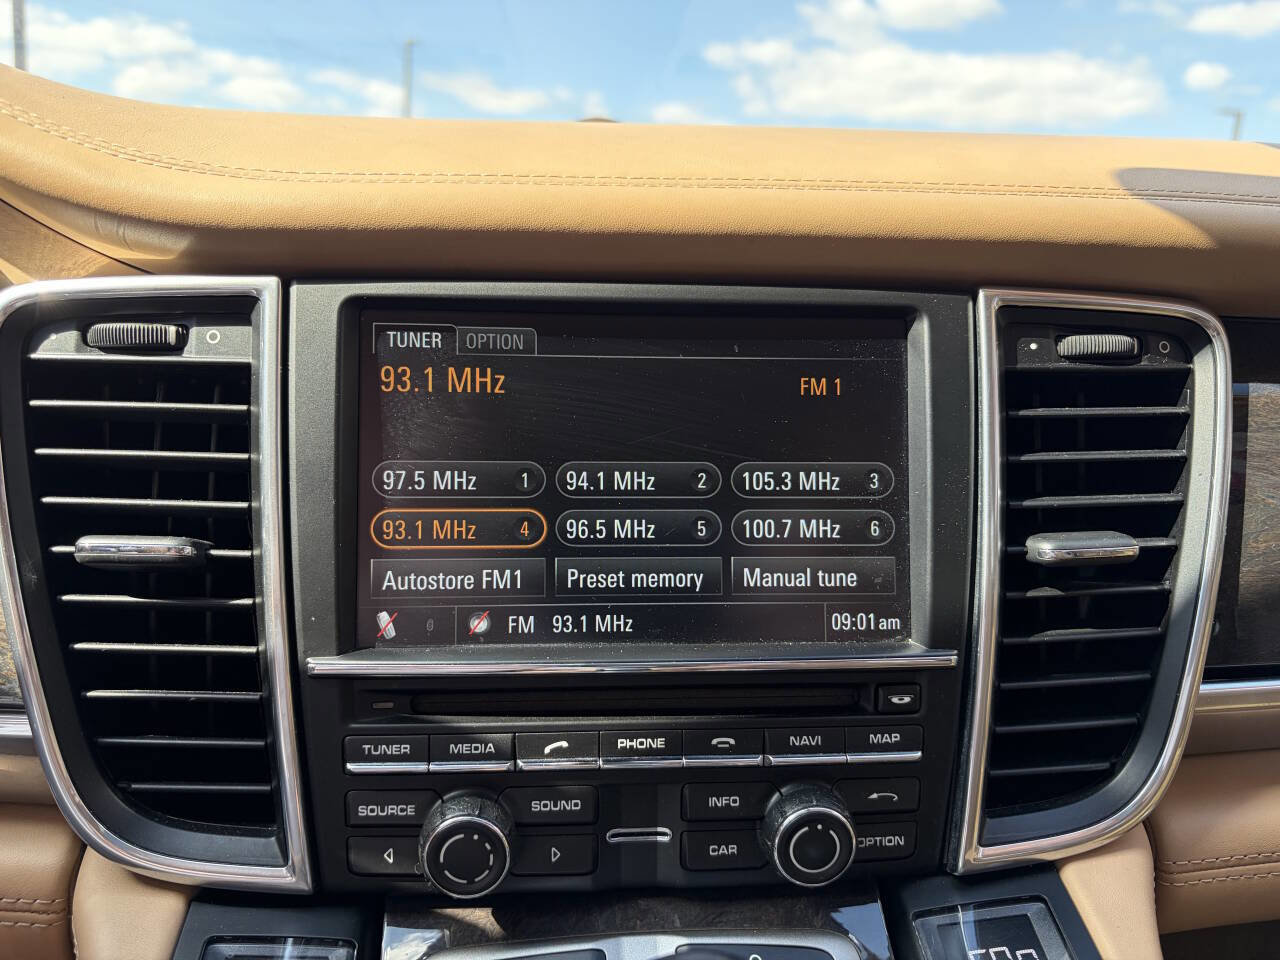 TUNER OPTION
93.1 MHz FM 1
97.5 MHz 1 94.1 MHz 2 105.3 MHz 3
93.1 MHz 4 96.5 MHz 5 100.7 MHz 6
Autostore FM1 Preset memory Manual tune
0 FM 93.1 MHz 09:01 am
TUNER MEDIA PHONE NAVI MAP
SOURCE SOUND INFO
CAR OPTION